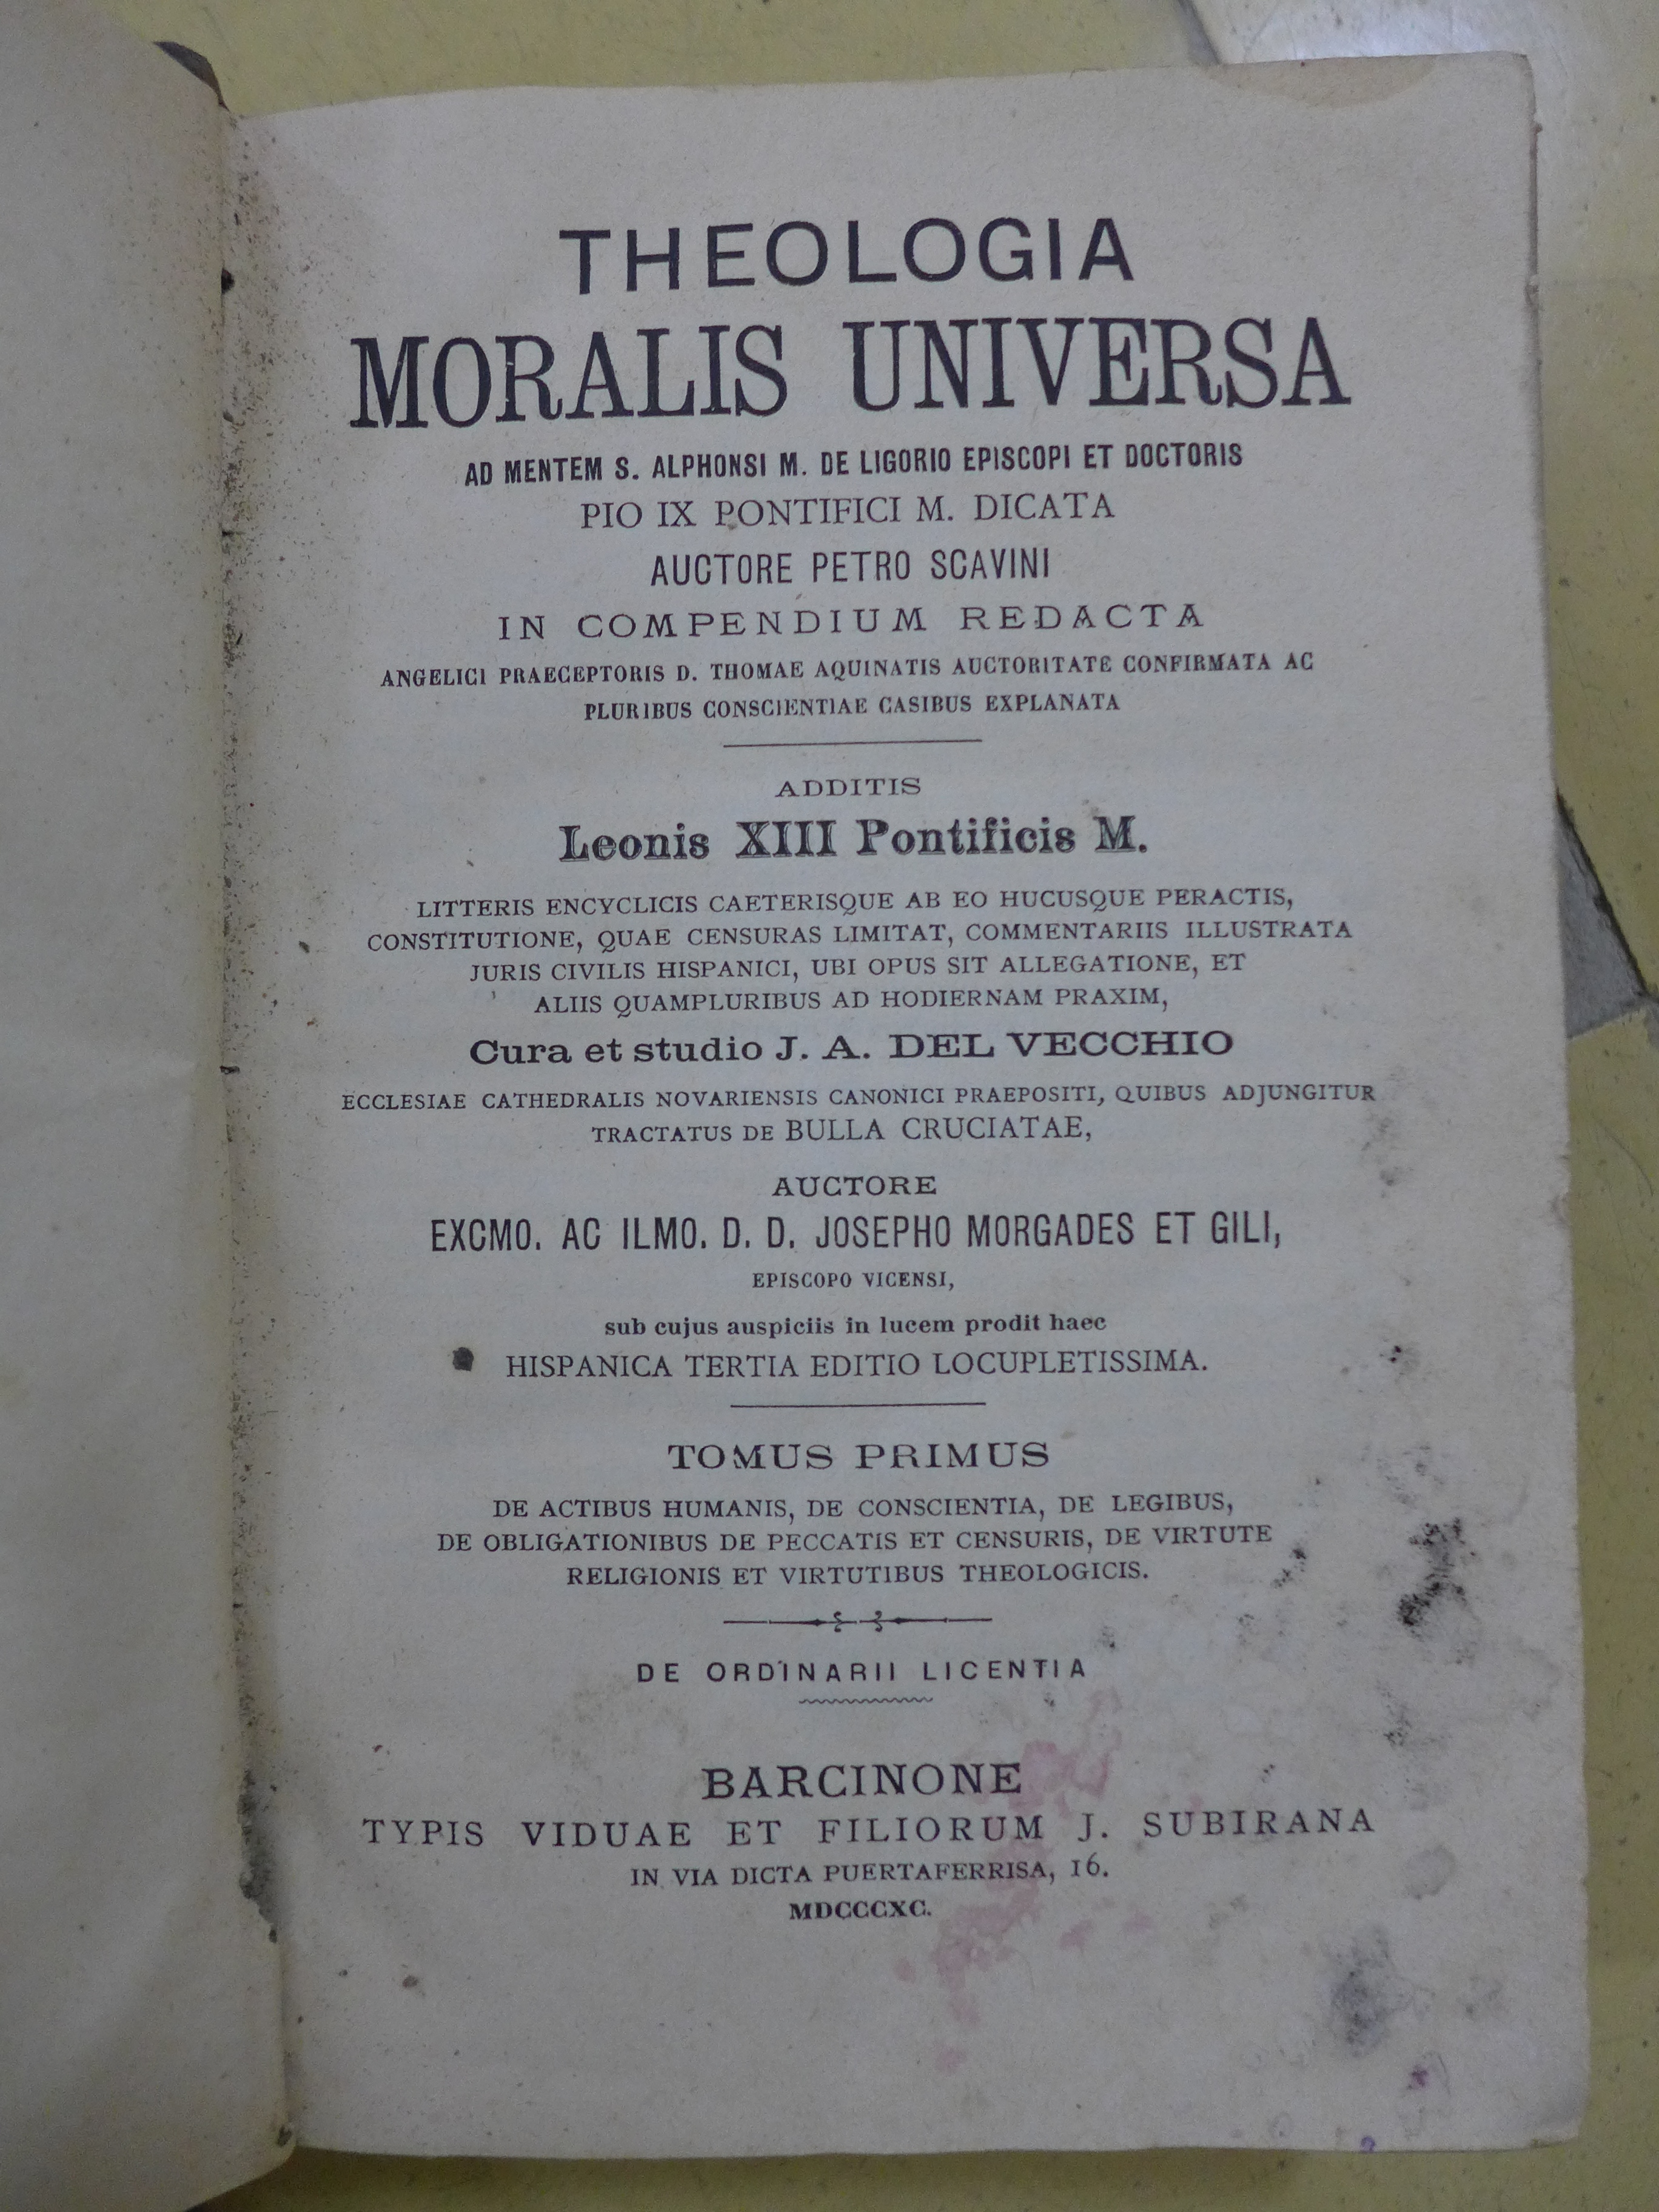 THEOLOGIA
MORALIS UNIVERSA
AD MENTEM S. ALPHONSI M. DE LIGORIO EPISCOPI ET DOCTORIS
PIO IX PONTIFICI M. DICATA
AUCTORE PETRO SCAVINI
IN COMPENDIUM REDACTA
ANGELICI PRAECEPTORIS D. THOMAE AQUINATIS AUCTORITATE CONFIRMATA AC
PLURIBUS CONSCIENTIAE CASIBUS EXPLANATA
ADDITIS
Leonis XIII Pontificis M.
LITTERIS ENCYCLICIS CAETERISQUE AB EO HUCUSQUE PERACTIS,
CONSTITUTIONE, QUAE CENSURAS LIMITAT, COMMENTARIIS ILLUSTRATA
JURIS CIVILIS HISPANICI, UBI OPUS SIT ALLEGATIONE, ET
ALIIS QUAMPLURIBUS AD HODIERNAM PRAXIM,
Cura et studio J. A. DEL VECCHIO
ECCLESIAE CATHEDRALIS NOVARIENSIS CANONICI PRAEPOSITI, QUIBUS ADJUNGITUR
TRACTATUS DE BULLA CRUCIATAE,
AUCTORE
EXCMO. AC ILMO. D. D. JOSEPHO MORGADES ET GILI,
EPISCOPO VICENSI,
sub cujus auspiciis in lucem prodit haec
HISPANICA TERTIA EDITIO LOCUPLETISSIMA.
TOMUS PRIMUS
DE ACTIBUS HUMANIS, DE CONSCIENTIA, DE LEGIBUS,
DE OBLIGATIONIBUS DE PECCATIS ET CENSURIS, DE VIRTUTE
RELIGIONIS ET VIRTUTIBUS THEOLOGICIS.
DE ORDINARII LICENTIA
BARCINONE
TYPIS VIDUAE ET FILIORUM J. SUBIRANA
IN VIA DICTA PUERTAFERRISA, 16.
MDCCCXC.